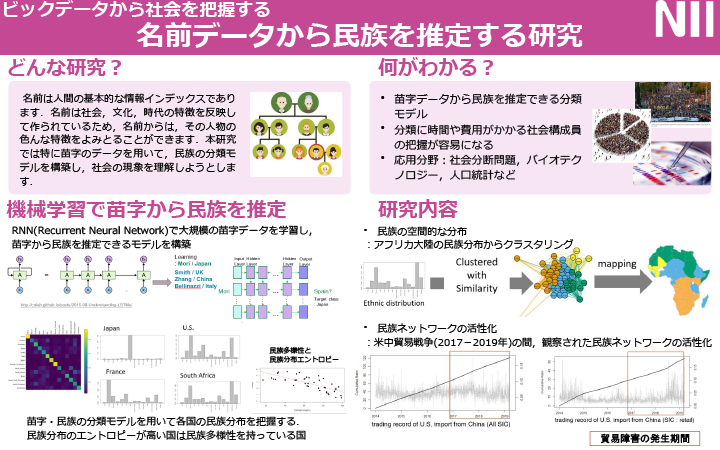 ビックデータから社会を把握する
名前データから民族を推定する研究
NII
どんな研究？
名前は人間の基本的な情報インデックスであり
ます．名前は社会，文化，時代の特徴を反映し
て作られているため，名前からは，その人物の
色んな特徴をよみとることができます．本研究
では特に苗字のデータを用いて，民族の分類モ
デルを構築し，社会の現象を理解しようとしま
す．
何がわかる？
• 苗字データから民族を推定できる分類
モデル
• 分類に時間や費用がかかる社会構成員
の把握が容易になる
• 応用分野：社会分断問題，バイオテク
ノロジー，人口統計など
機械学習で苗字から民族を推定
RNN(Recurrent Neural Network)で大規模の苗字データを学習し，
苗字から民族を推定できるモデルを構築
A = A A A A
Learning
: Mori / Japan
Smith / UK
Zhang / China
Bellinazzi / Italy
Input Layer
Hidden Layer
Hidden Layer
Output Layer
Mori
Spain?
Target class
: Japan
Japan
U.S.
France
South Africa
民族多様性と
民族分布エントロピー
苗字・民族の分類モデルを用いて各国の民族分布を把握する．
民族分布のエントロピーが高い国は民族多様性を持っている国
研究内容
• 民族の空間的な分布
：アフリカ大陸の民族分布からクラスタリング
Ethnic distribution
Clustered
with
Similarity
mapping
• 民族ネットワークの活性化
：米中貿易戦争(2017－2019年)の間，観察された民族ネットワークの活性化
2014 2015 2016 2017 2018 2019
trading record of U.S. import from China (All SIC)
2014 2015 2016 2017 2018 2019
trading record of U.S. import from China (SIC : retail)
貿易障害の発生期間